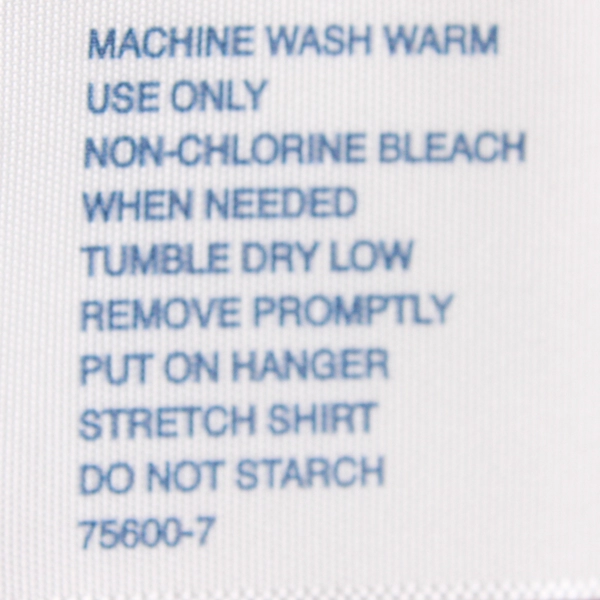 MACHINE WASH WARM
USE ONLY
NON-CHLORINE BLEACH
WHEN NEEDED
TUMBLE DRY LOW
REMOVE PROMPTLY
PUT ON HANGER
STRETCH SHIRT
DO NOT STARCH
75600-7